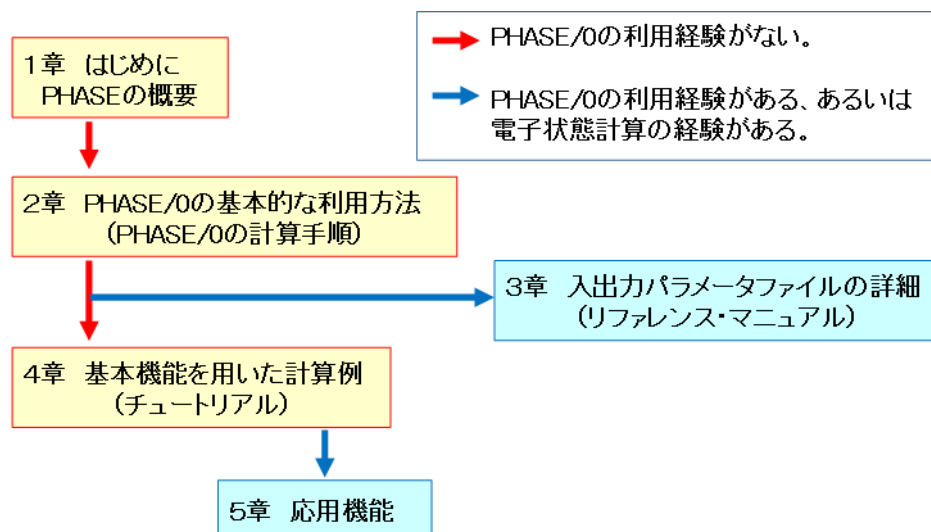 1章 はじめに
PHASEの概要
PHASE/0の利用経験がない。
PHASE/0の利用経験がある、あるいは
電子状態計算の経験がある。
2章 PHASE/0の基本的な利用方法
(PHASE/0の計算手順)
3章 入出力パラメータファイルの詳細
(リファレンス・マニュアル)
4章 基本機能を用いた計算例
(チュートリアル)
5章 応用機能